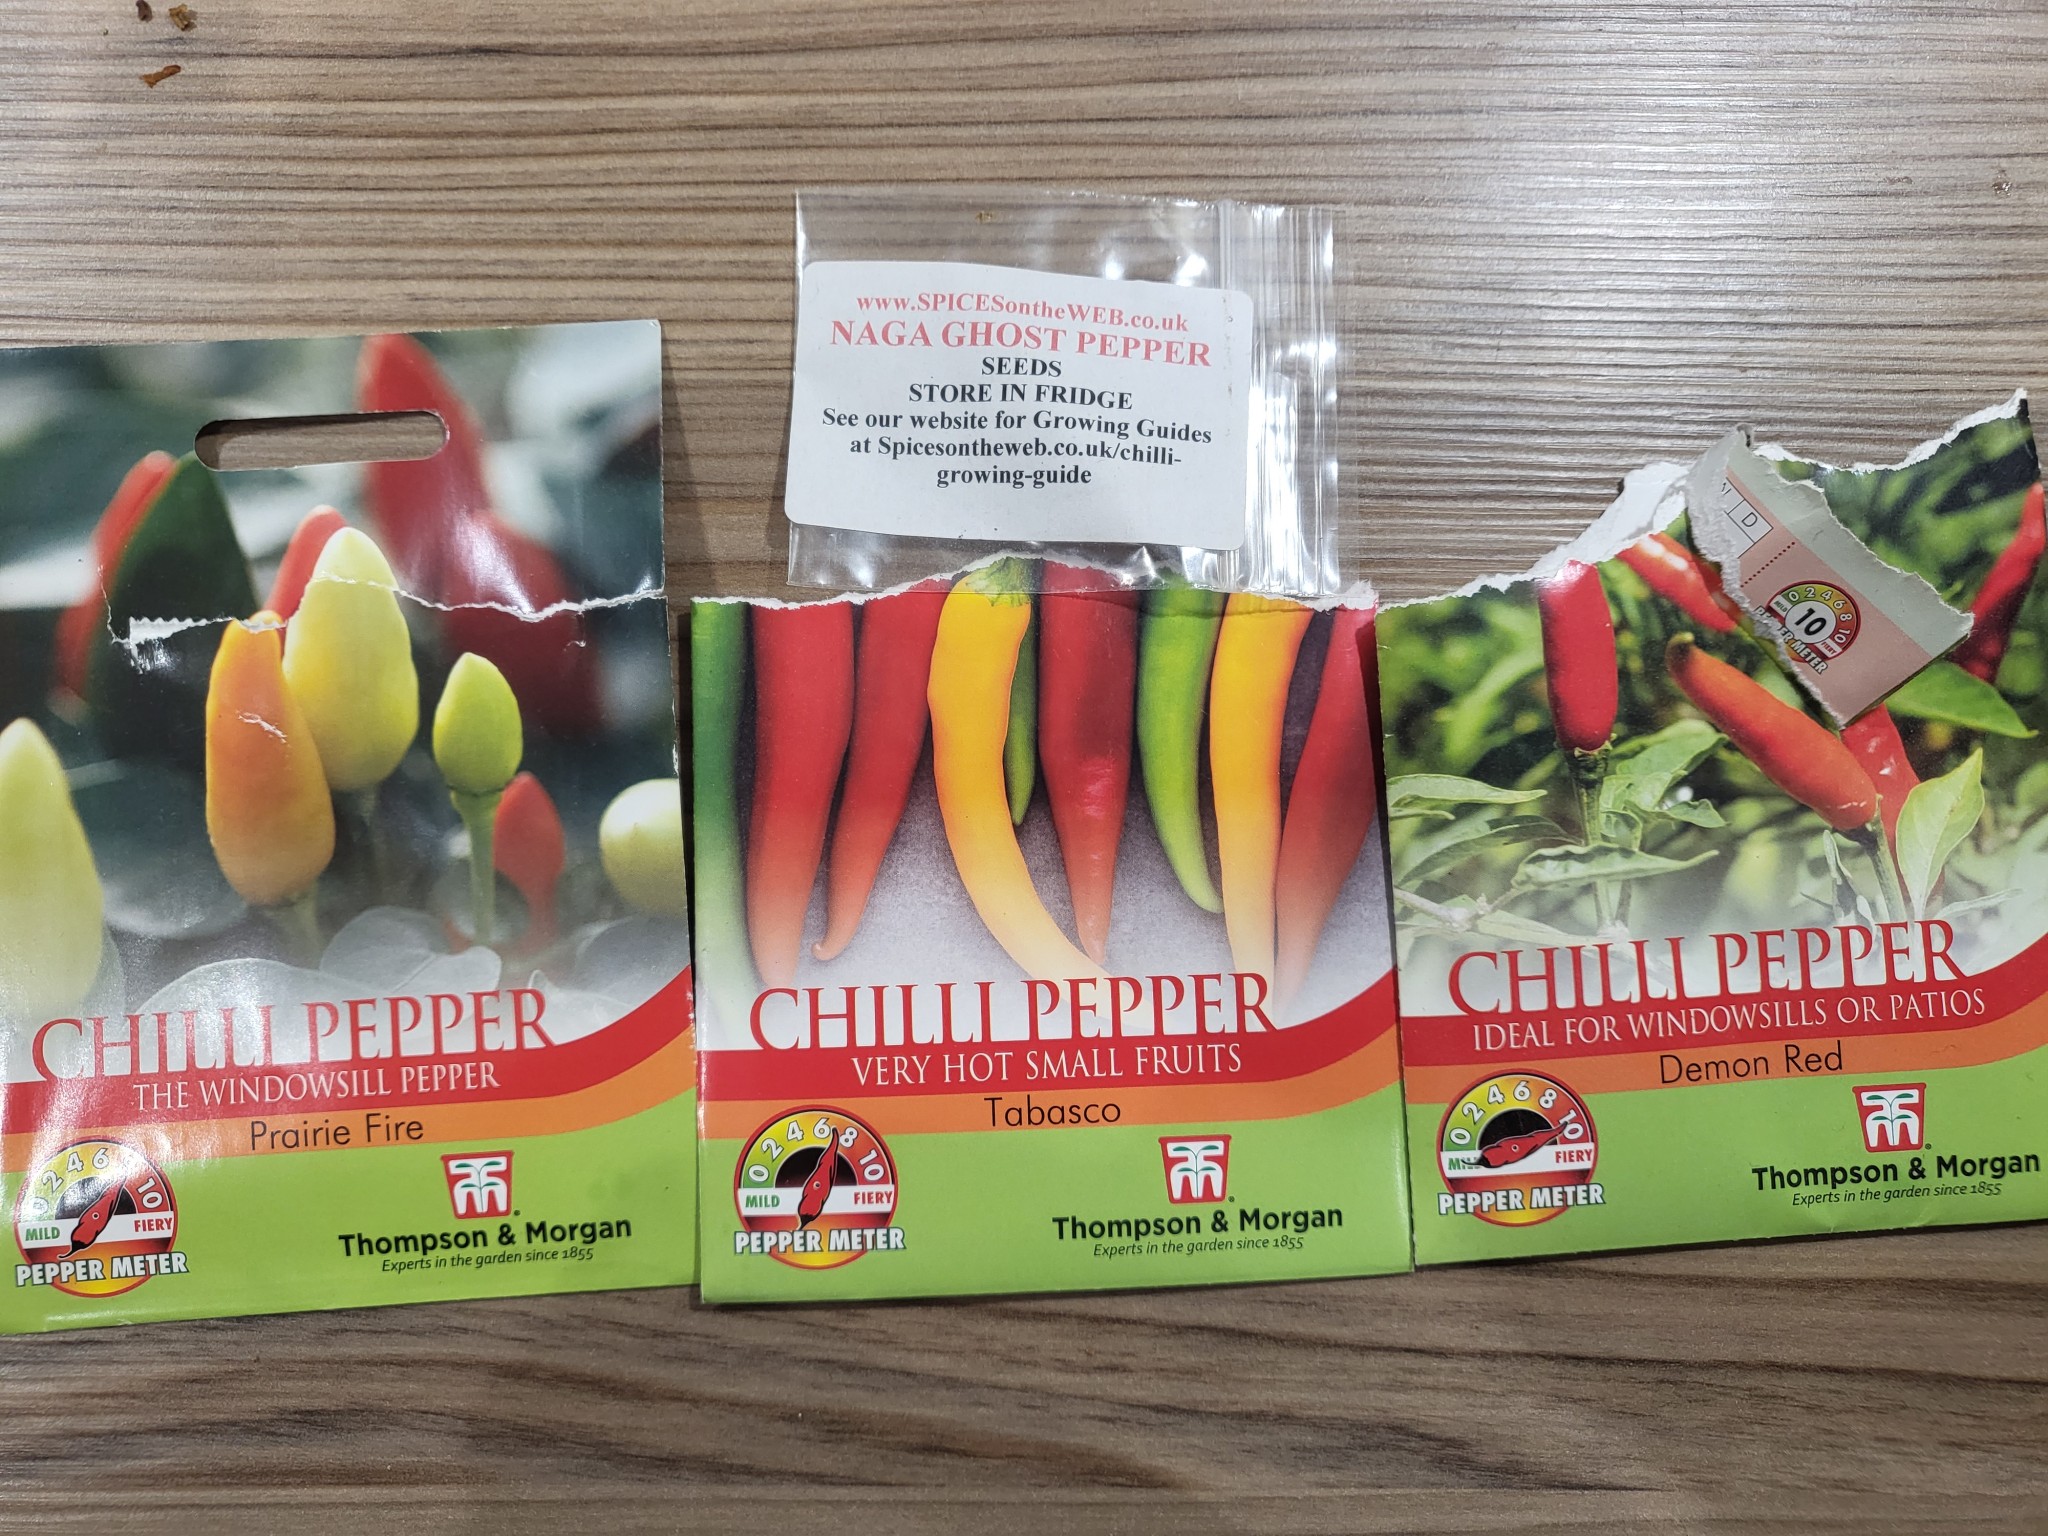 www.SPICESontheWEB.co.uk
NAGA GHOST PEPPER
SEEDS
STORE IN FRIDGE
See our website for Growing Guides
at Spicesontheweb.co.uk/chilli-
growing-guide
CHILLI PEPPER
THE WINDOWSILL PEPPER
Prairie Fire
0 2 4 6 10
MILD FIERY
PEPPER METER
Thompson & Morgan
Experts in the garden since 1855
CHILLI PEPPER
VERY HOT SMALL FRUITS
Tabasco
0 2 4 6 8 10
MILD FIERY
PEPPER METER
Thompson & Morgan
Experts in the garden since 1855
D
0 2 4 6 8 10
MILD 10 FIERY
METER
CHILLI PEPPER
IDEAL FOR WINDOWSILLS OR PATIOS
Demon Red
0 2 4 6 8 10
MILD FIERY
PEPPER METER
Thompson & Morgan
Experts in the garden since 1855